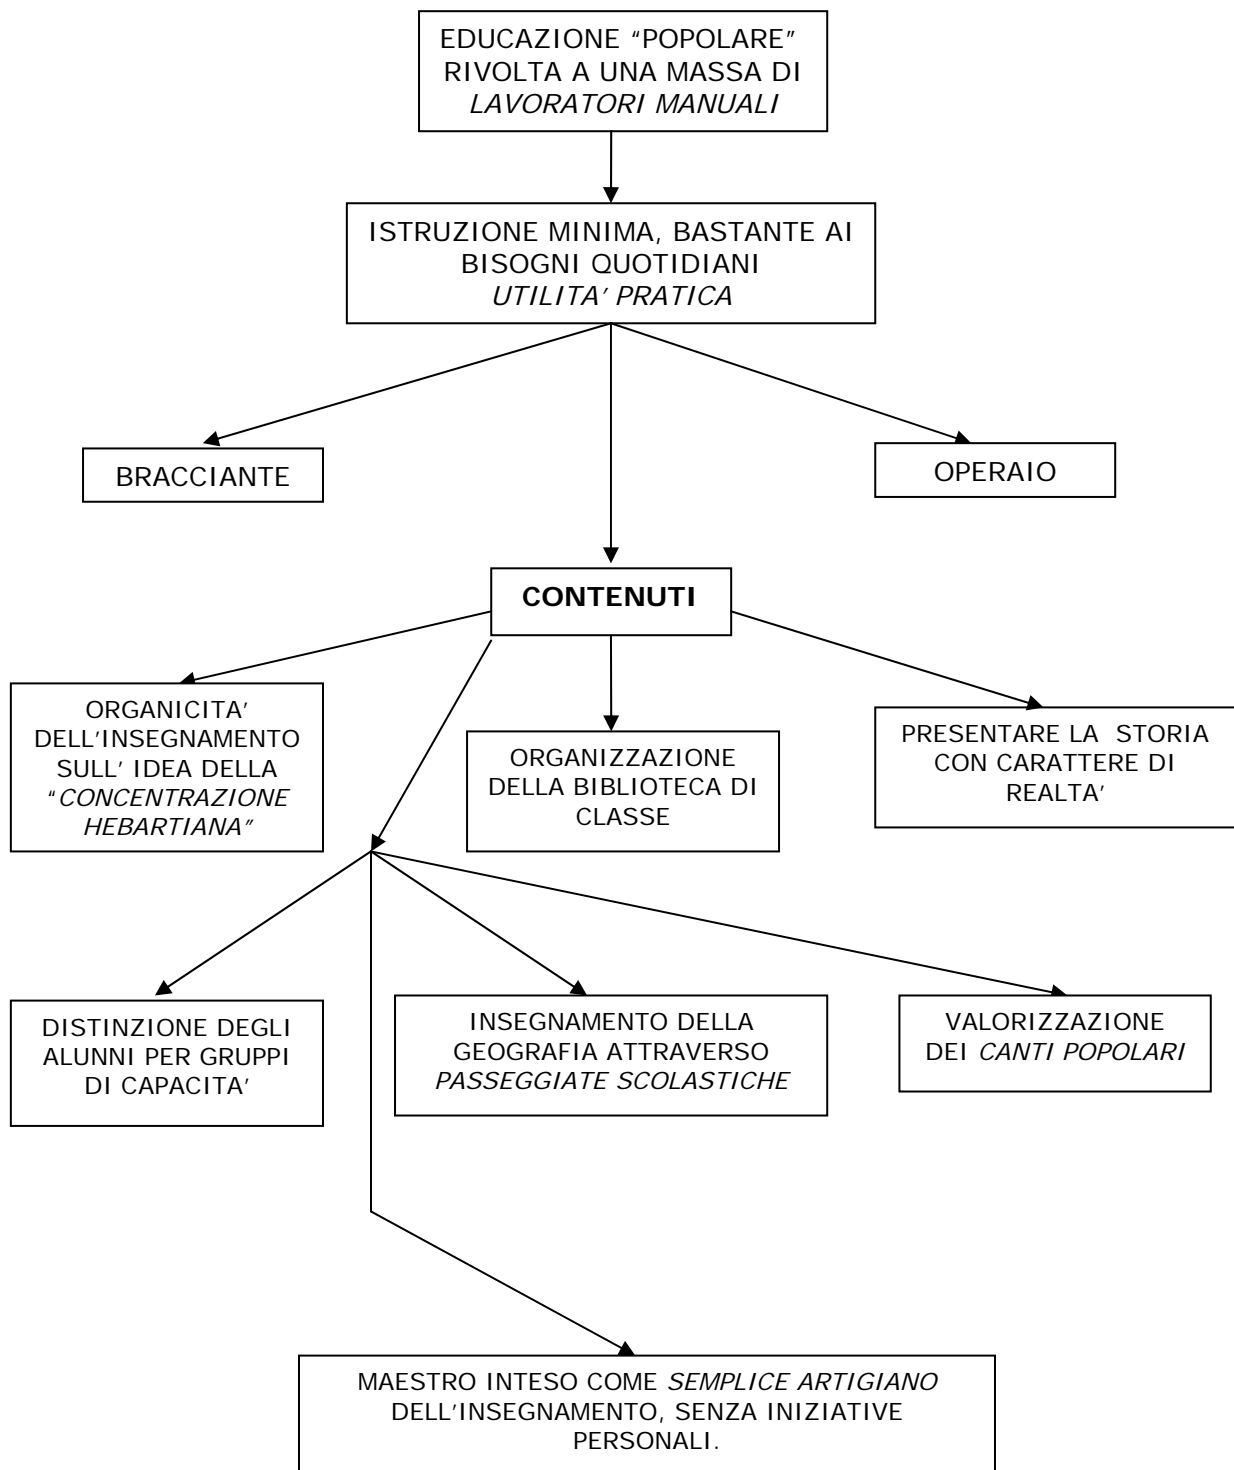 EDUCAZIONE “POPOLARE”
RIVOLTA A UNA MASSA DI
LAVORATORI MANUALI
ISTRUZIONE MINIMA, BASTANTE AI
BISOGNI QUOTIDIANI
UTILITA’ PRATICA
BRACCIANTE
OPERAIO
CONTENUTI
ORGANICITA’
DELL’INSEGNAMENTO
SULL’ IDEA DELLA
“CONCENTRAZIONE
HEBARTIANA”
ORGANIZZAZIONE
DELLA BIBLIOTECA DI
CLASSE
PRESENTARE LA STORIA
CON CARATTERE DI
REALTA’
DISTINZIONE DEGLI
ALUNNI PER GRUPPI
DI CAPACITA’
INSEGNAMENTO DELLA
GEOGRAFIA ATTRAVERSO
PASSEGGIATE SCOLASTICHE
VALORIZZAZIONE
DEI CANTI POPOLARI
MAESTRO INTESO COME SEMPLICE ARTIGIANO
DELL’INSEGNAMENTO, SENZA INIZIATIVE
PERSONALI.